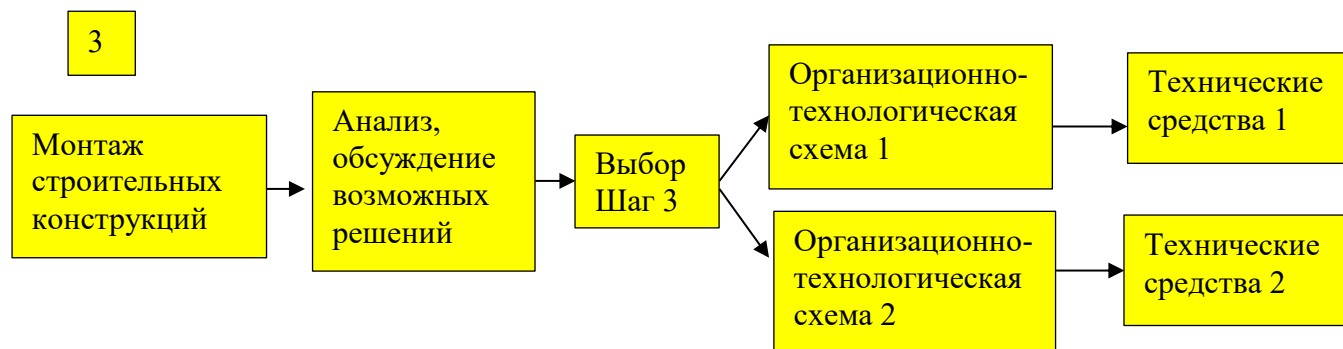 3
Монтаж
строительных
конструкций
Анализ,
обсуждение
возможных
решений
Выбор
Шаг 3
Организационно-
технологическая
схема 1
Технические
средства 1
Организационно-
технологическая
схема 2
Технические
средства 2